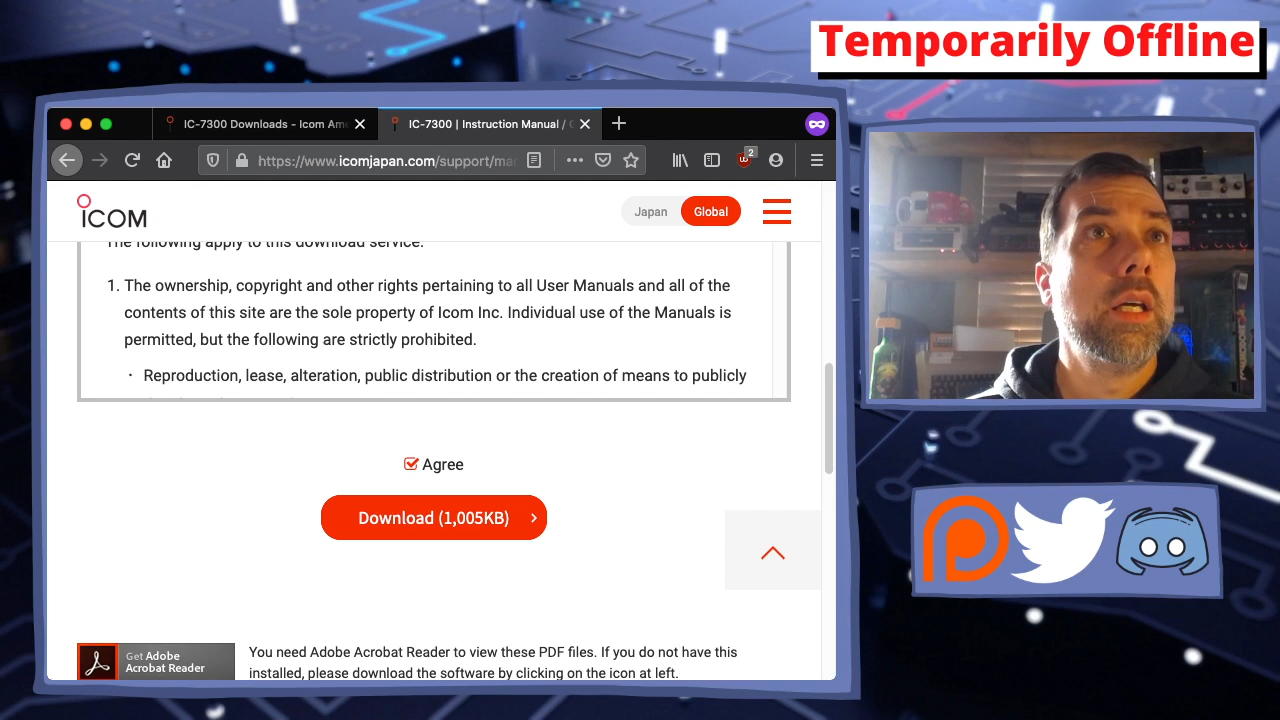 Temporarily Offline
IC-7300 Downloads - Icom Am
IC-7300 | Instruction Manual /
https://www.icomjapan.com/support/ma
2
ICOM
Japan
Global
The following apply to this download service.
1. The ownership, copyright and other rights pertaining to all User Manuals and all of the
contents of this site are the sole property of Icom Inc. Individual use of the Manuals is
permitted, but the following are strictly prohibited.
· Reproduction, lease, alteration, public distribution or the creation of means to publicly
Agree
Download (1,005KB)
Get Adobe
Acrobat Reader
You need Adobe Acrobat Reader to view these PDF files. If you do not have this
installed, please download the software by clicking on the icon at left.